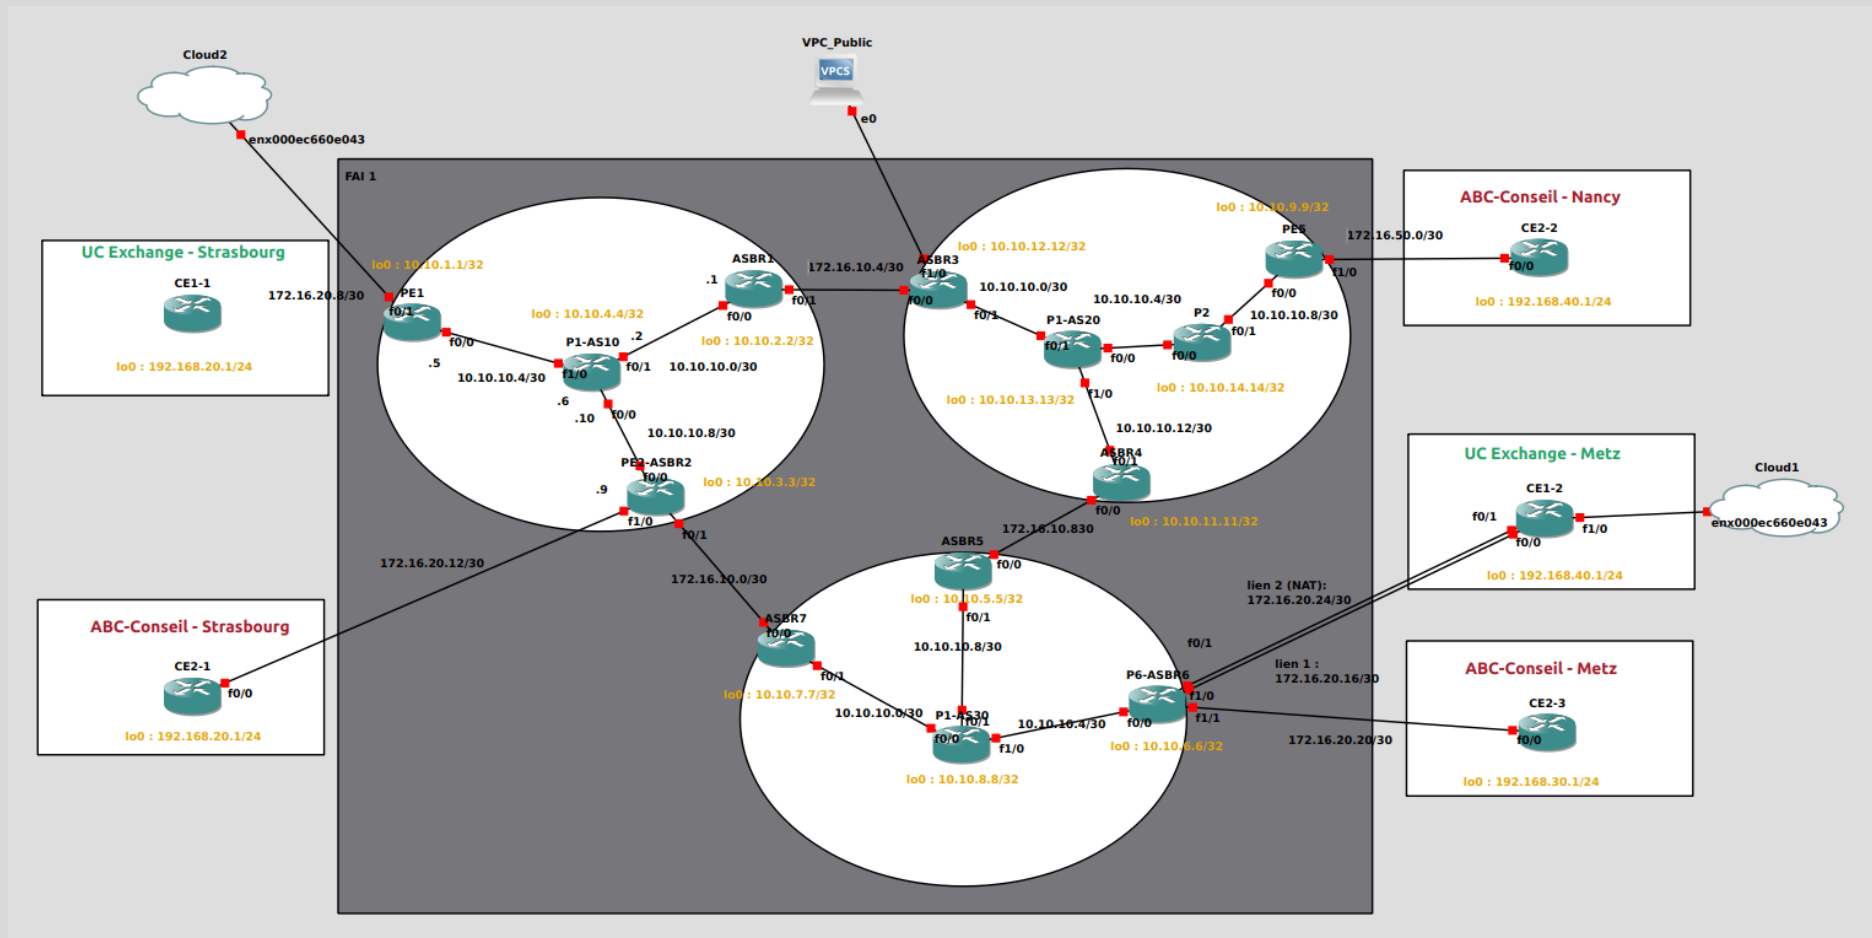 Cloud2
enx000ec660e043
VPC_Public
VPCS
e0
FAI 1
UC Exchange - Strasbourg
CE1-1
lo0 : 192.168.20.1/24
172.16.20.8/30
lo0 : 10.10.1.1/32
PE1
f0/1
f0/0
.5
10.10.10.4/30
lo0 : 10.10.4.4/32
P1-AS10
f1/0
.6
.2
f0/1
.10
f0/0
10.10.10.8/30
ASBR1
.1
f0/0
f0/1
lo0 : 10.10.2.2/32
10.10.10.0/30
PE2-ASBR2
f0/0
.9
f1/0
f0/1
lo0 : 10.10.3.3/32
172.16.10.4/30
lo0 : 10.10.12.12/32
ASBR3
f1/0
f0/0
f0/1
10.10.10.0/30
P1-AS20
f0/1
f0/0
f1/0
10.10.10.4/30
lo0 : 10.10.13.13/32
P2
f0/0
f0/1
10.10.10.8/30
lo0 : 10.10.14.14/32
lo0 : 10.10.9.9/32
PE5
f0/0
f1/0
172.16.50.0/30
10.10.10.12/30
ASBR4
f0/1
f0/0
lo0 : 10.10.11.11/32
172.16.10.830
ABC-Conseil - Nancy
CE2-2
f0/0
lo0 : 192.168.40.1/24
UC Exchange - Metz
CE1-2
f0/1
f0/0
f1/0
lo0 : 192.168.40.1/24
Cloud1
enx000ec660e043
ABC-Conseil - Strasbourg
CE2-1
f0/0
lo0 : 192.168.20.1/24
172.16.20.12/30
172.16.10.0/30
ASBR7
f0/0
f0/1
lo0 : 10.10.7.7/32
10.10.10.0/30
ASBR5
f0/0
lo0 : 10.10.5.5/32
f0/1
10.10.10.8/30
P1-AS30
f0/1
f0/0
f1/0
lo0 : 10.10.8.8/32
10.10.10.4/30
P6-ASBR6
f0/0
f0/1
f1/0
f1/1
lo0 : 10.10.6.6/32
lien 2 (NAT):
172.16.20.24/30
lien 1 :
172.16.20.16/30
172.16.20.20/30
ABC-Conseil - Metz
CE2-3
f0/0
lo0 : 192.168.30.1/24